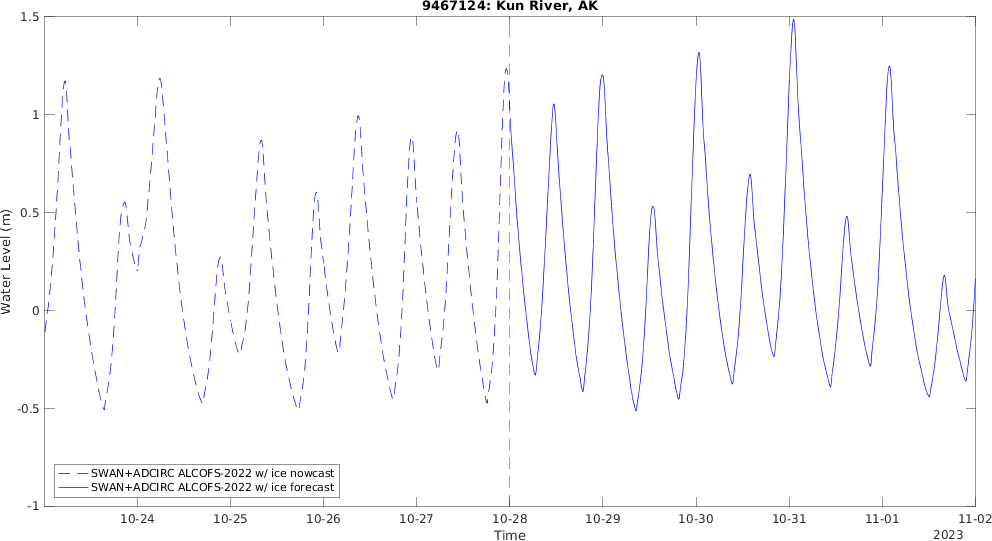 9467124: Kun River, AK
1.5
1
0.5
0
-0.5
-1
Water Level (m)
SWAN+ADCIRC ALCOFS-2022 w/ ice nowcast
SWAN+ADCIRC ALCOFS-2022 w/ ice forecast
10-24 10-25 10-26 10-27 10-28 10-29 10-30 10-31 11-01 11-02
Time
2023